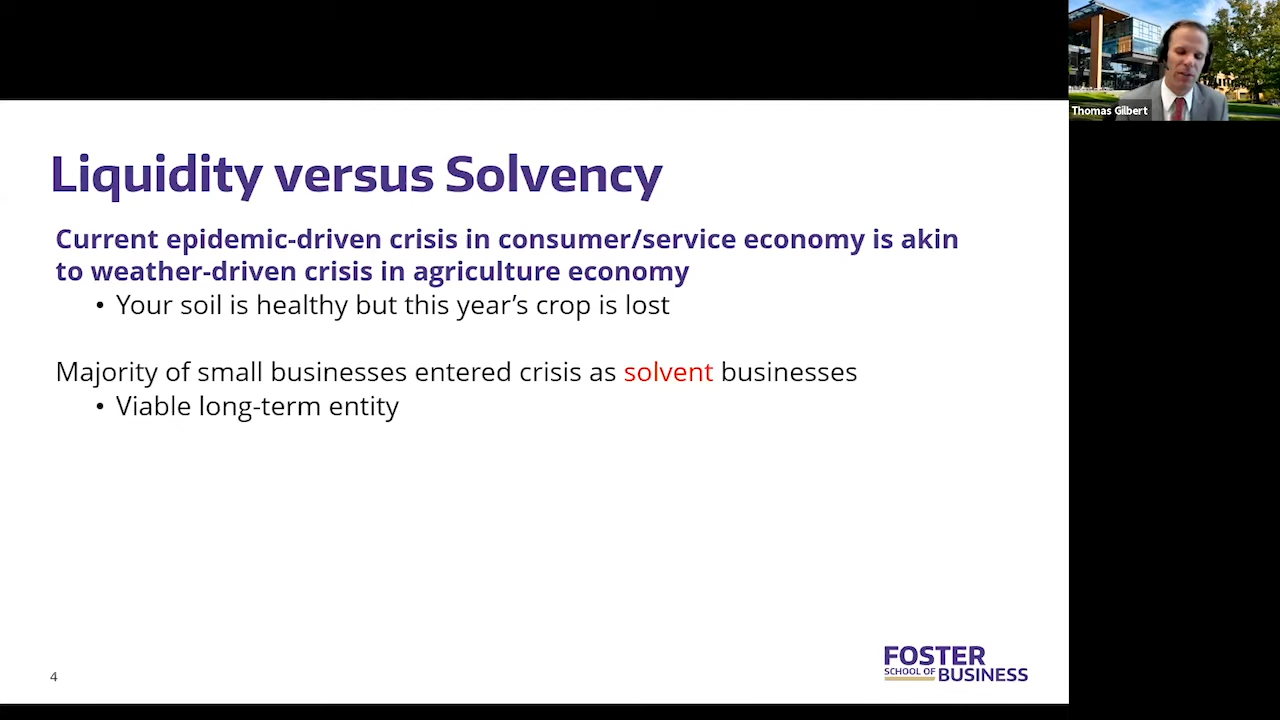 Thomas Gilbert
Liquidity versus Solvency
Current epidemic-driven crisis in consumer/service economy is akin
to weather-driven crisis in agriculture economy
• Your soil is healthy but this year’s crop is lost
Majority of small businesses entered crisis as solvent businesses
• Viable long-term entity
4
FOSTER
SCHOOL OF BUSINESS